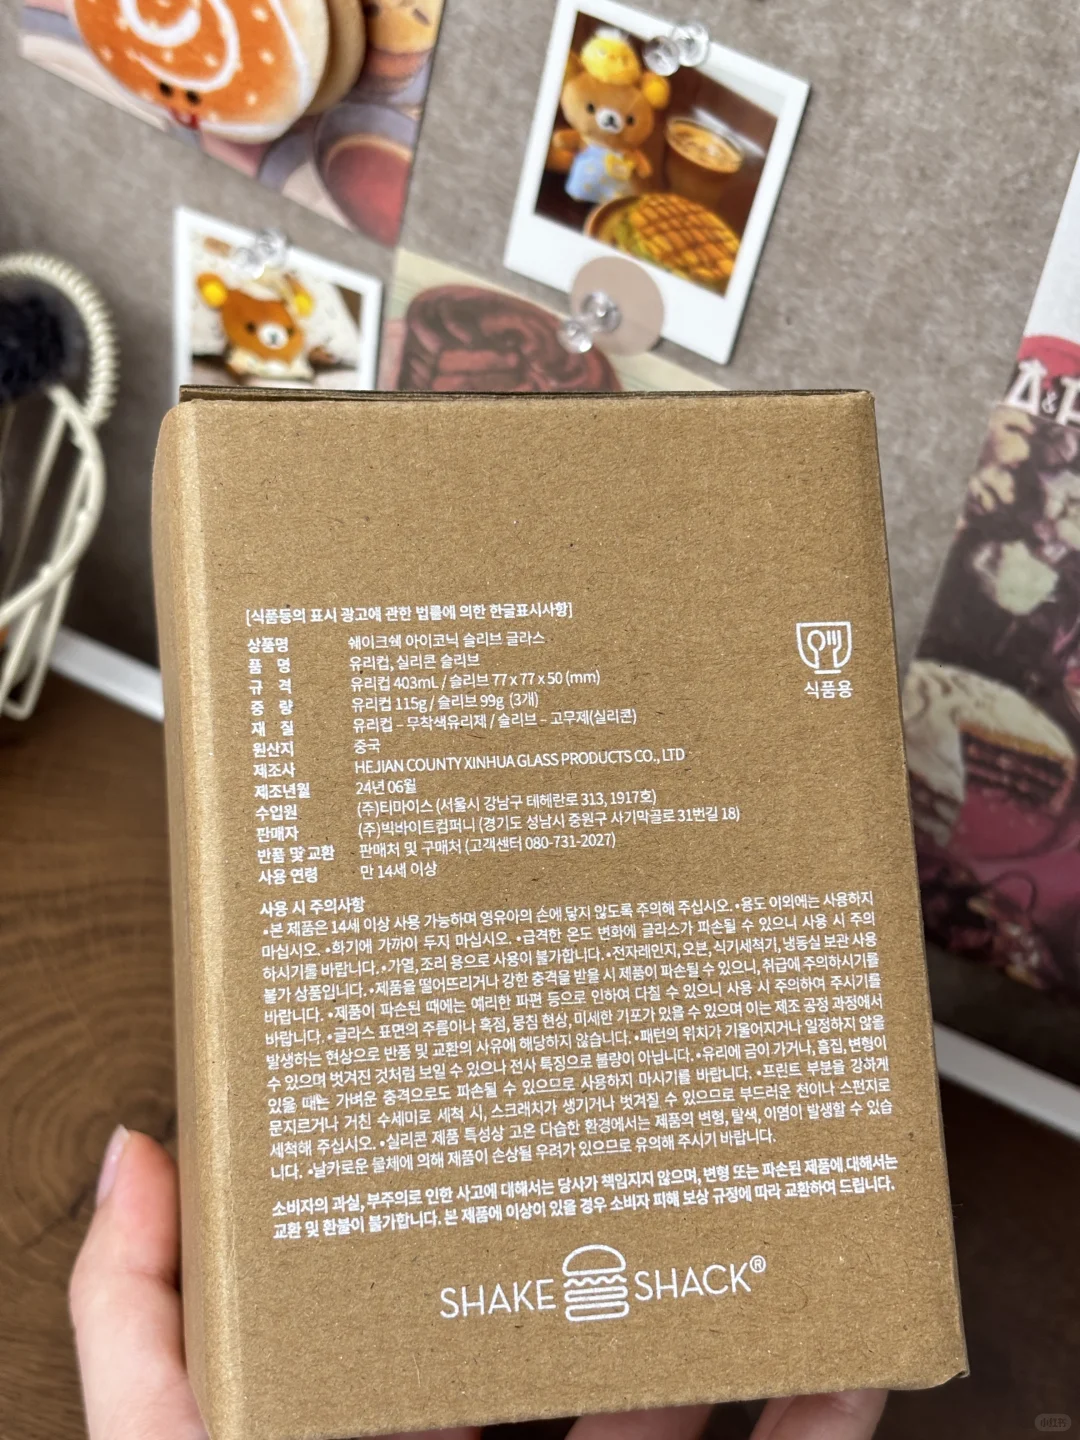 A&
[식품등의 표시 광고에 관한 법률에 의한 한글표시사항]
상품명 쉐이크쉑 아이코닉 슬리브 글라스
품 명 유리컵, 실리콘 슬리브
규 격 유리컵 403mL / 슬리브 77 x 77 x 50 (mm)
중 량 유리컵 115g / 슬리브 99g (3개)
재 질 유리컵 – 무착색유리제 / 슬리브 – 고무제(실리콘)
원산지 중국
제조사 HEJIAN COUNTY XINHUA GLASS PRODUCTS CO., LTD
제조년월 24년 06월
수입원 (주)티마이스 (서울시 강남구 테헤란로 313, 1917호)
판매자 (주)빅바이트컴퍼니 (경기도 성남시 중원구 사기막골로 31번길 18)
반품 및 교환 판매처 및 구매처 (고객센터 080-731-2027)
사용 연령 만 14세 이상
식품용
사용 시 주의사항
•본 제품은 14세 이상 사용 가능하며 영유아의 손에 닿지 않도록 주의해 주십시오. •용도 이외에는 사용하지
마십시오. •화기에 가까이 두지 마십시오. •급격한 온도 변화에 글라스가 파손될 수 있으니 사용 시 주의
하시기를 바랍니다. •가열, 조리 용으로 사용이 불가합니다. •전자레인지, 오븐, 식기세척기, 냉동실 보관 사용
불가 상품입니다. •제품을 떨어뜨리거나 강한 충격을 받을 시 제품이 파손될 수 있으니, 취급에 주의하시기를
바랍니다. •제품이 파손된 때에는 예리한 파편 등으로 인하여 다칠 수 있으니 사용 시 주의하여 주시기를
바랍니다. •글라스 표면의 주름이나 흑점, 뭉침 현상, 미세한 기포가 있을 수 있으며 이는 제조 공정 과정에서
발생하는 현상으로 반품 및 교환의 사유에 해당하지 않습니다. •패턴의 위치가 기울어지거나 일정하지 않을
수 있으며 벗겨진 것처럼 보일 수 있으나 전사 특징으로 불량이 아닙니다. •유리에 금이 가거나, 흠집, 변형이
있을 때는 가벼운 충격으로도 파손될 수 있으므로 사용하지 마시기를 바랍니다. •프린트 부분을 강하게
문지르거나 거친 수세미로 세척 시, 스크래치가 생기거나 벗겨질 수 있으므로 부드러운 천이나 스펀지로
세척해 주십시오. •실리콘 제품 특성상 고온 다습한 환경에서는 제품의 변형, 탈색, 이염이 발생할 수 있습
니다. •날카로운 물체에 의해 제품이 손상될 우려가 있으므로 유의해 주시기 바랍니다.
소비자의 과실, 부주의로 인한 사고에 대해서는 당사가 책임지지 않으며, 변형 또는 파손된 제품에 대해서는
교환 및 환불이 불가합니다. 본 제품에 이상이 있을 경우 소비자 피해 보상 규정에 따라 교환하여 드립니다.
SHAKE SHACK®
小红书